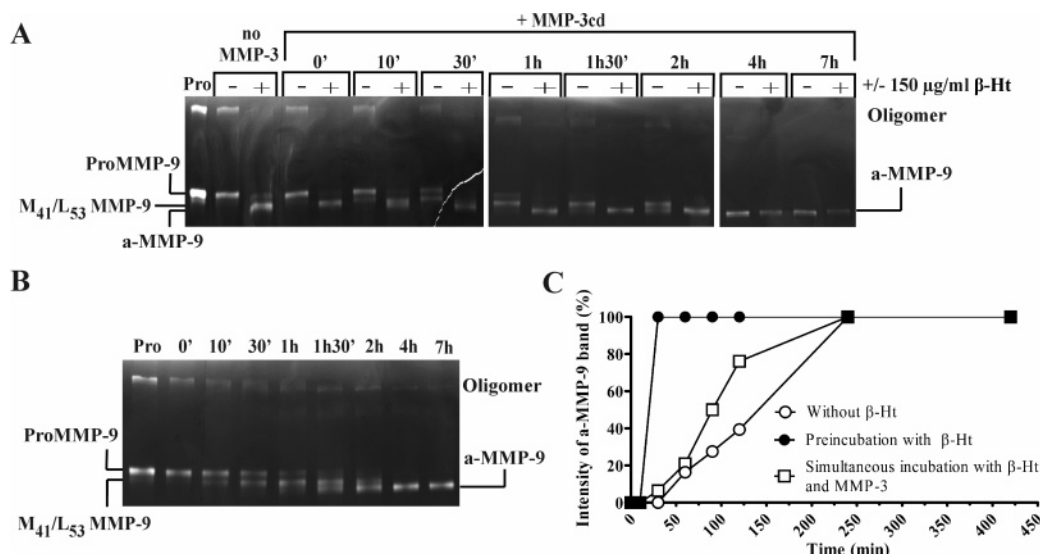 A
+ MMP-3cd
no
MMP-3
0' 10' 30' 1h 1h30' 2h 4h 7h
Pro - + - + - + - + - + - + - + - + - + +/- 150 µg/ml β-Ht
Oligomer
ProMMP-9
a-MMP-9
M41/L53 MMP-9
a-MMP-9
B
Pro 0' 10' 30' 1h 1h30' 2h 4h 7h
Oligomer
ProMMP-9
a-MMP-9
M41/L53 MMP-9
C
Intensity of a-MMP-9 band (%)
100
80
60
40
20
0
0 50 100 150 200 250 300 350 400 450
Time (min)
Without β-Ht
Preincubation with β-Ht
Simultaneous incubation with β-Ht
and MMP-3